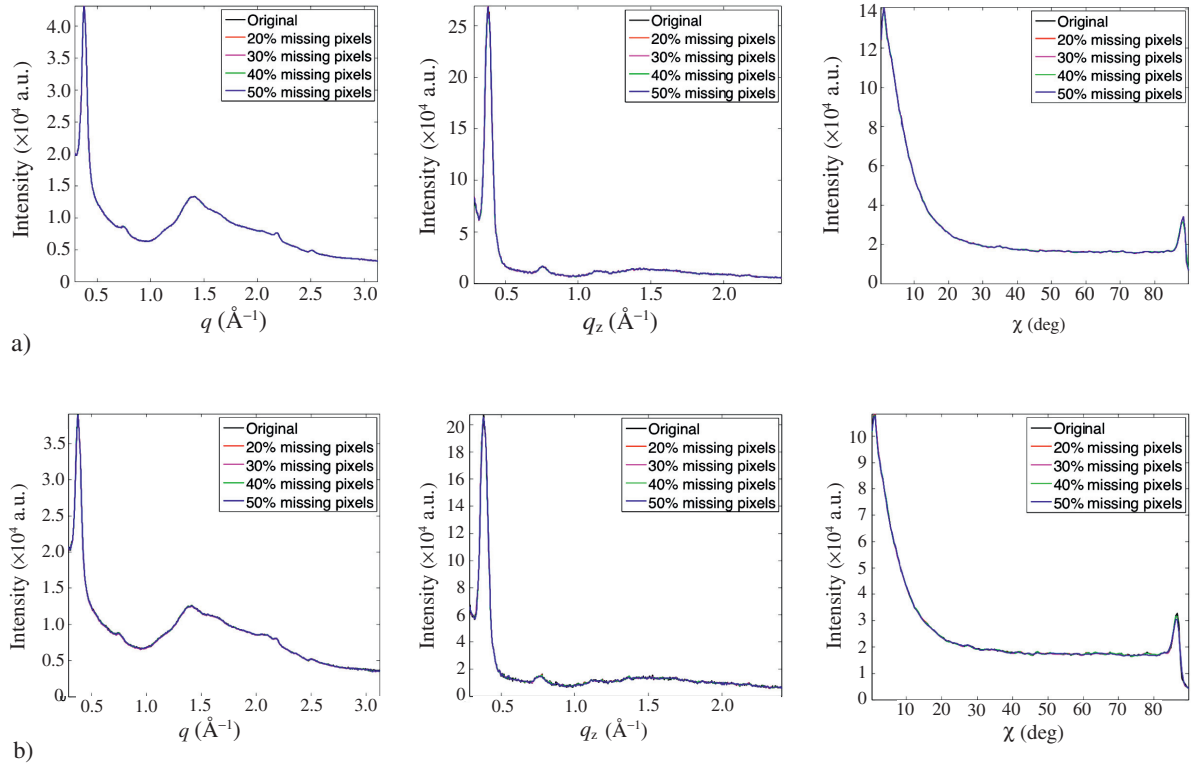 4.0
3.5
3.0
2.5
2.0
1.5
1.0
0.5
0
Intensity (×10⁴ a.u.)
Original
20% missing pixels
30% missing pixels
40% missing pixels
50% missing pixels
0.5 1.0 1.5 2.0 2.5 3.0
q (Å⁻¹)
25
20
15
10
5
0
Intensity (×10⁴ a.u.)
Original
20% missing pixels
30% missing pixels
40% missing pixels
50% missing pixels
0.5 1.0 1.5 2.0
qz (Å⁻¹)
14
12
10
8
6
4
2
0
Intensity (×10⁴ a.u.)
Original
20% missing pixels
30% missing pixels
40% missing pixels
50% missing pixels
10 20 30 40 50 60 70 80
χ (deg)
a)
3.5
3.0
2.5
2.0
1.5
1.0
0.5
0
Intensity (×10⁴ a.u.)
Original
20% missing pixels
30% missing pixels
40% missing pixels
50% missing pixels
0.5 1.0 1.5 2.0 2.5 3.0
q (Å⁻¹)
20
18
16
14
12
10
8
6
4
2
0
Intensity (×10⁴ a.u.)
Original
20% missing pixels
30% missing pixels
40% missing pixels
50% missing pixels
0.5 1.0 1.5 2.0
qz (Å⁻¹)
10
9
8
7
6
5
4
3
2
1
0
Intensity (×10⁴ a.u.)
Original
20% missing pixels
30% missing pixels
40% missing pixels
50% missing pixels
10 20 30 40 50 60 70 80
χ (deg)
b)